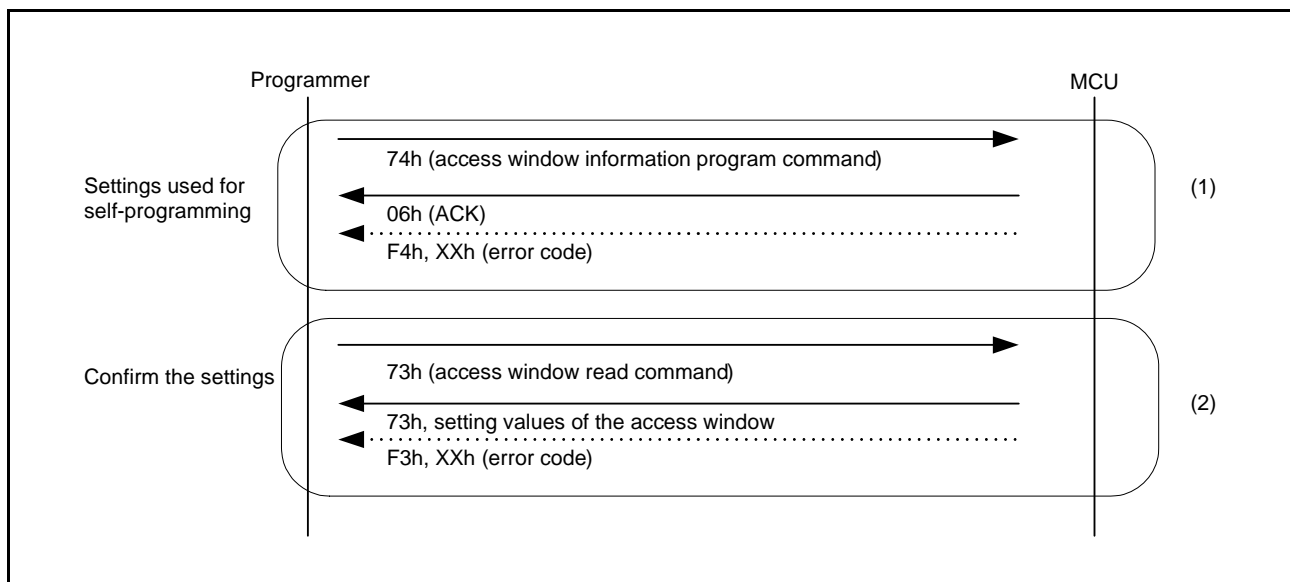 Programmer
MCU
74h (access window information program command)
Settings used for
self-programming
(1)
06h (ACK)
F4h, XXh (error code)
73h (access window read command)
Confirm the settings
(2)
73h, setting values of the access window
F3h, XXh (error code)